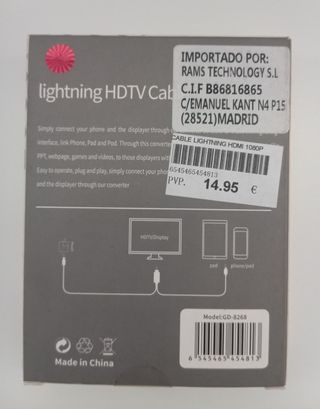 lightning HDTV Cab
IMPORTADO POR:
RAMS TECHNOLOGY S.L
C.I.F B86816865
C/EMANUEL KANT N4 P15
(28521)MADRID
CABLE LIGHTNING HDMI 1080P
6545465454813
PVP. 14.95 €
Simply connect your phone and the displayer through
interface, link Phone, Pad and Pod. Through this converter
PPT, webpage, games and videos, to those displayers with
Easy to operate, plug and play, simply connect your phone
and the displayer through our converter
HDTV/Display
pad
phone/pod
Model:GD-8268
6 545465 454813
Made in China